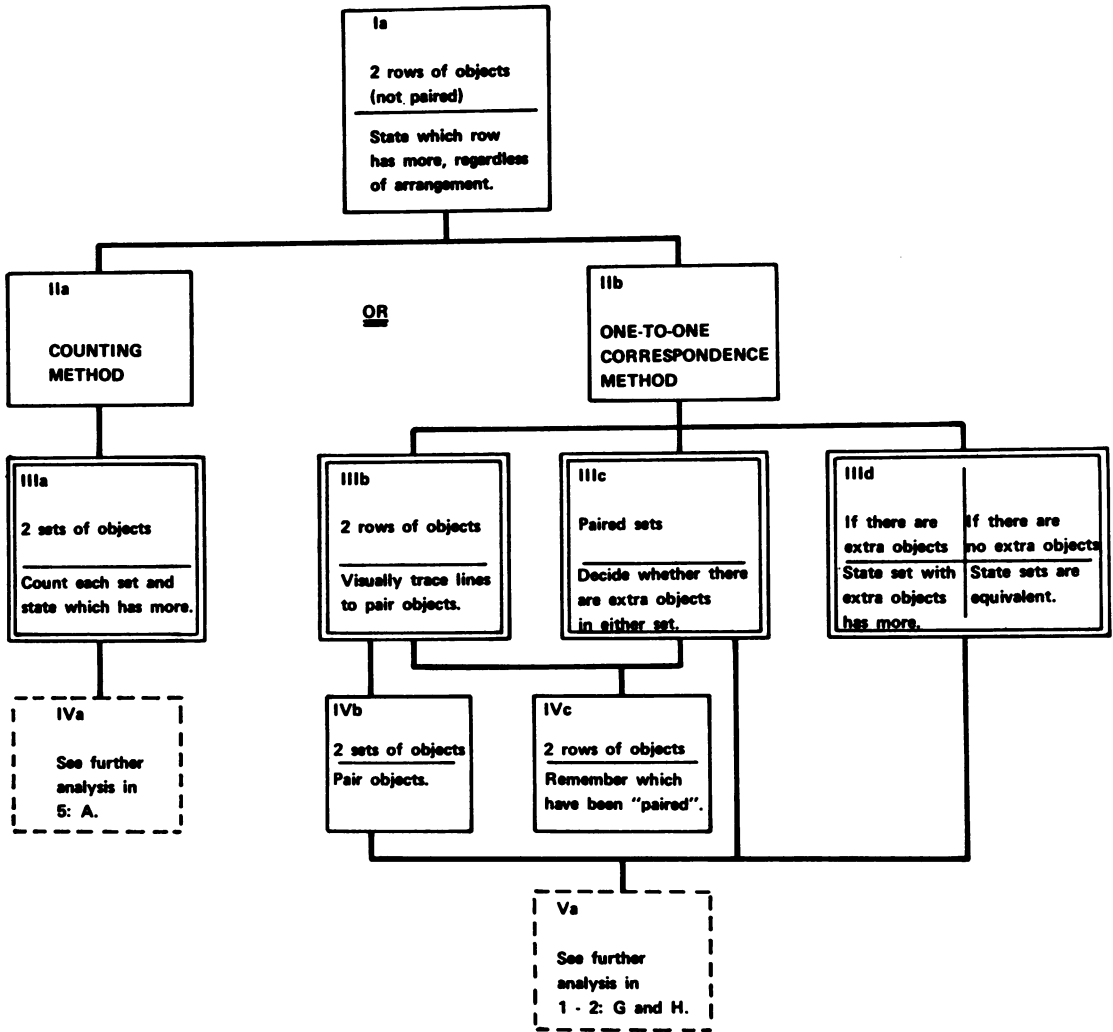 Ia
2 rows of objects
(not paired)
State which row
has more, regardless
of arrangement.
IIa
COUNTING
METHOD
OR
IIb
ONE-TO-ONE
CORRESPONDENCE
METHOD
IIIa
2 sets of objects
Count each set and
state which has more.
IIIb
2 rows of objects
Visually trace lines
to pair objects.
IIIc
Paired sets
Decide whether there
are extra objects
in either set.
IIId
If there are
extra objects
State set with
extra objects
has more.
If there are
no extra objects
State sets are
equivalent.
IVa
See further
analysis in
5: A.
IVb
2 sets of objects
Pair objects.
IVc
2 rows of objects
Remember which
have been "paired".
Va
See further
analysis in
1 - 2: G and H.